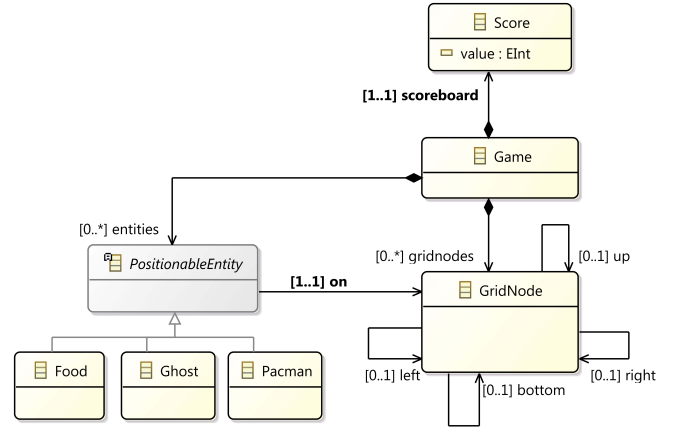 Score
value : EInt
[1..1] scoreboard
Game
[0..*] entities
[0..*] gridnodes
[0..1] up
PositionableEntity
[1..1] on
GridNode
Food
Ghost
Pacman
[0..1] left
[0..1] right
[0..1] bottom